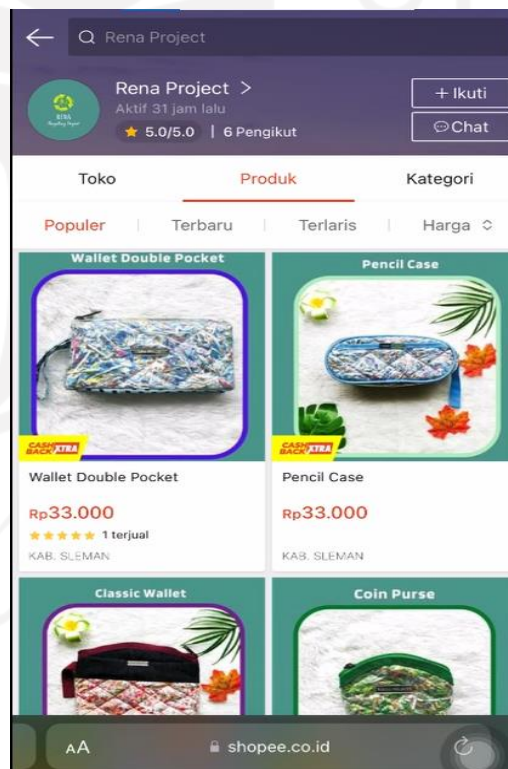 Rena Project
Rena Project >
Aktif 31 jam lalu
5.0/5.0 | 6 Pengikut
+ Ikuti
Chat
RENA
Toko
Produk
Kategori
Populer
Terbaru
Terlaris
Harga
Wallet Double Pocket
Pencil Case
CASH BACK XTRA
CASH BACK XTRA
Wallet Double Pocket
Rp33.000
1 terjual
KAB. SLEMAN
Pencil Case
Rp33.000
KAB. SLEMAN
Classic Wallet
Coin Purse
AA
shopee.co.id